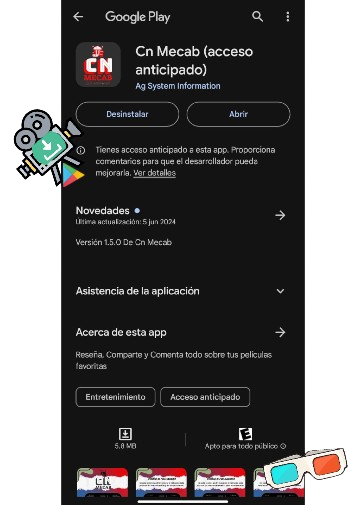 Google Play
CN
MECAB
Cn Mecab (acceso
anticipado)
Ag System Information
Desinstalar
Abrir
Tienes acceso anticipado a esta app. Proporciona
comentarios para que el desarrollador pueda
mejorarla. Ver detalles
Novedades
Última actualización: 5 jun 2024
Versión 1.5.0 De Cn Mecab
Asistencia de la aplicación
Acerca de esta app
Reseña, Comparte y Comenta todo sobre tus películas
favoritas
Entretenimiento
Acceso anticipado
E
5.8 MB
Apto para todo público
CN
MECAB